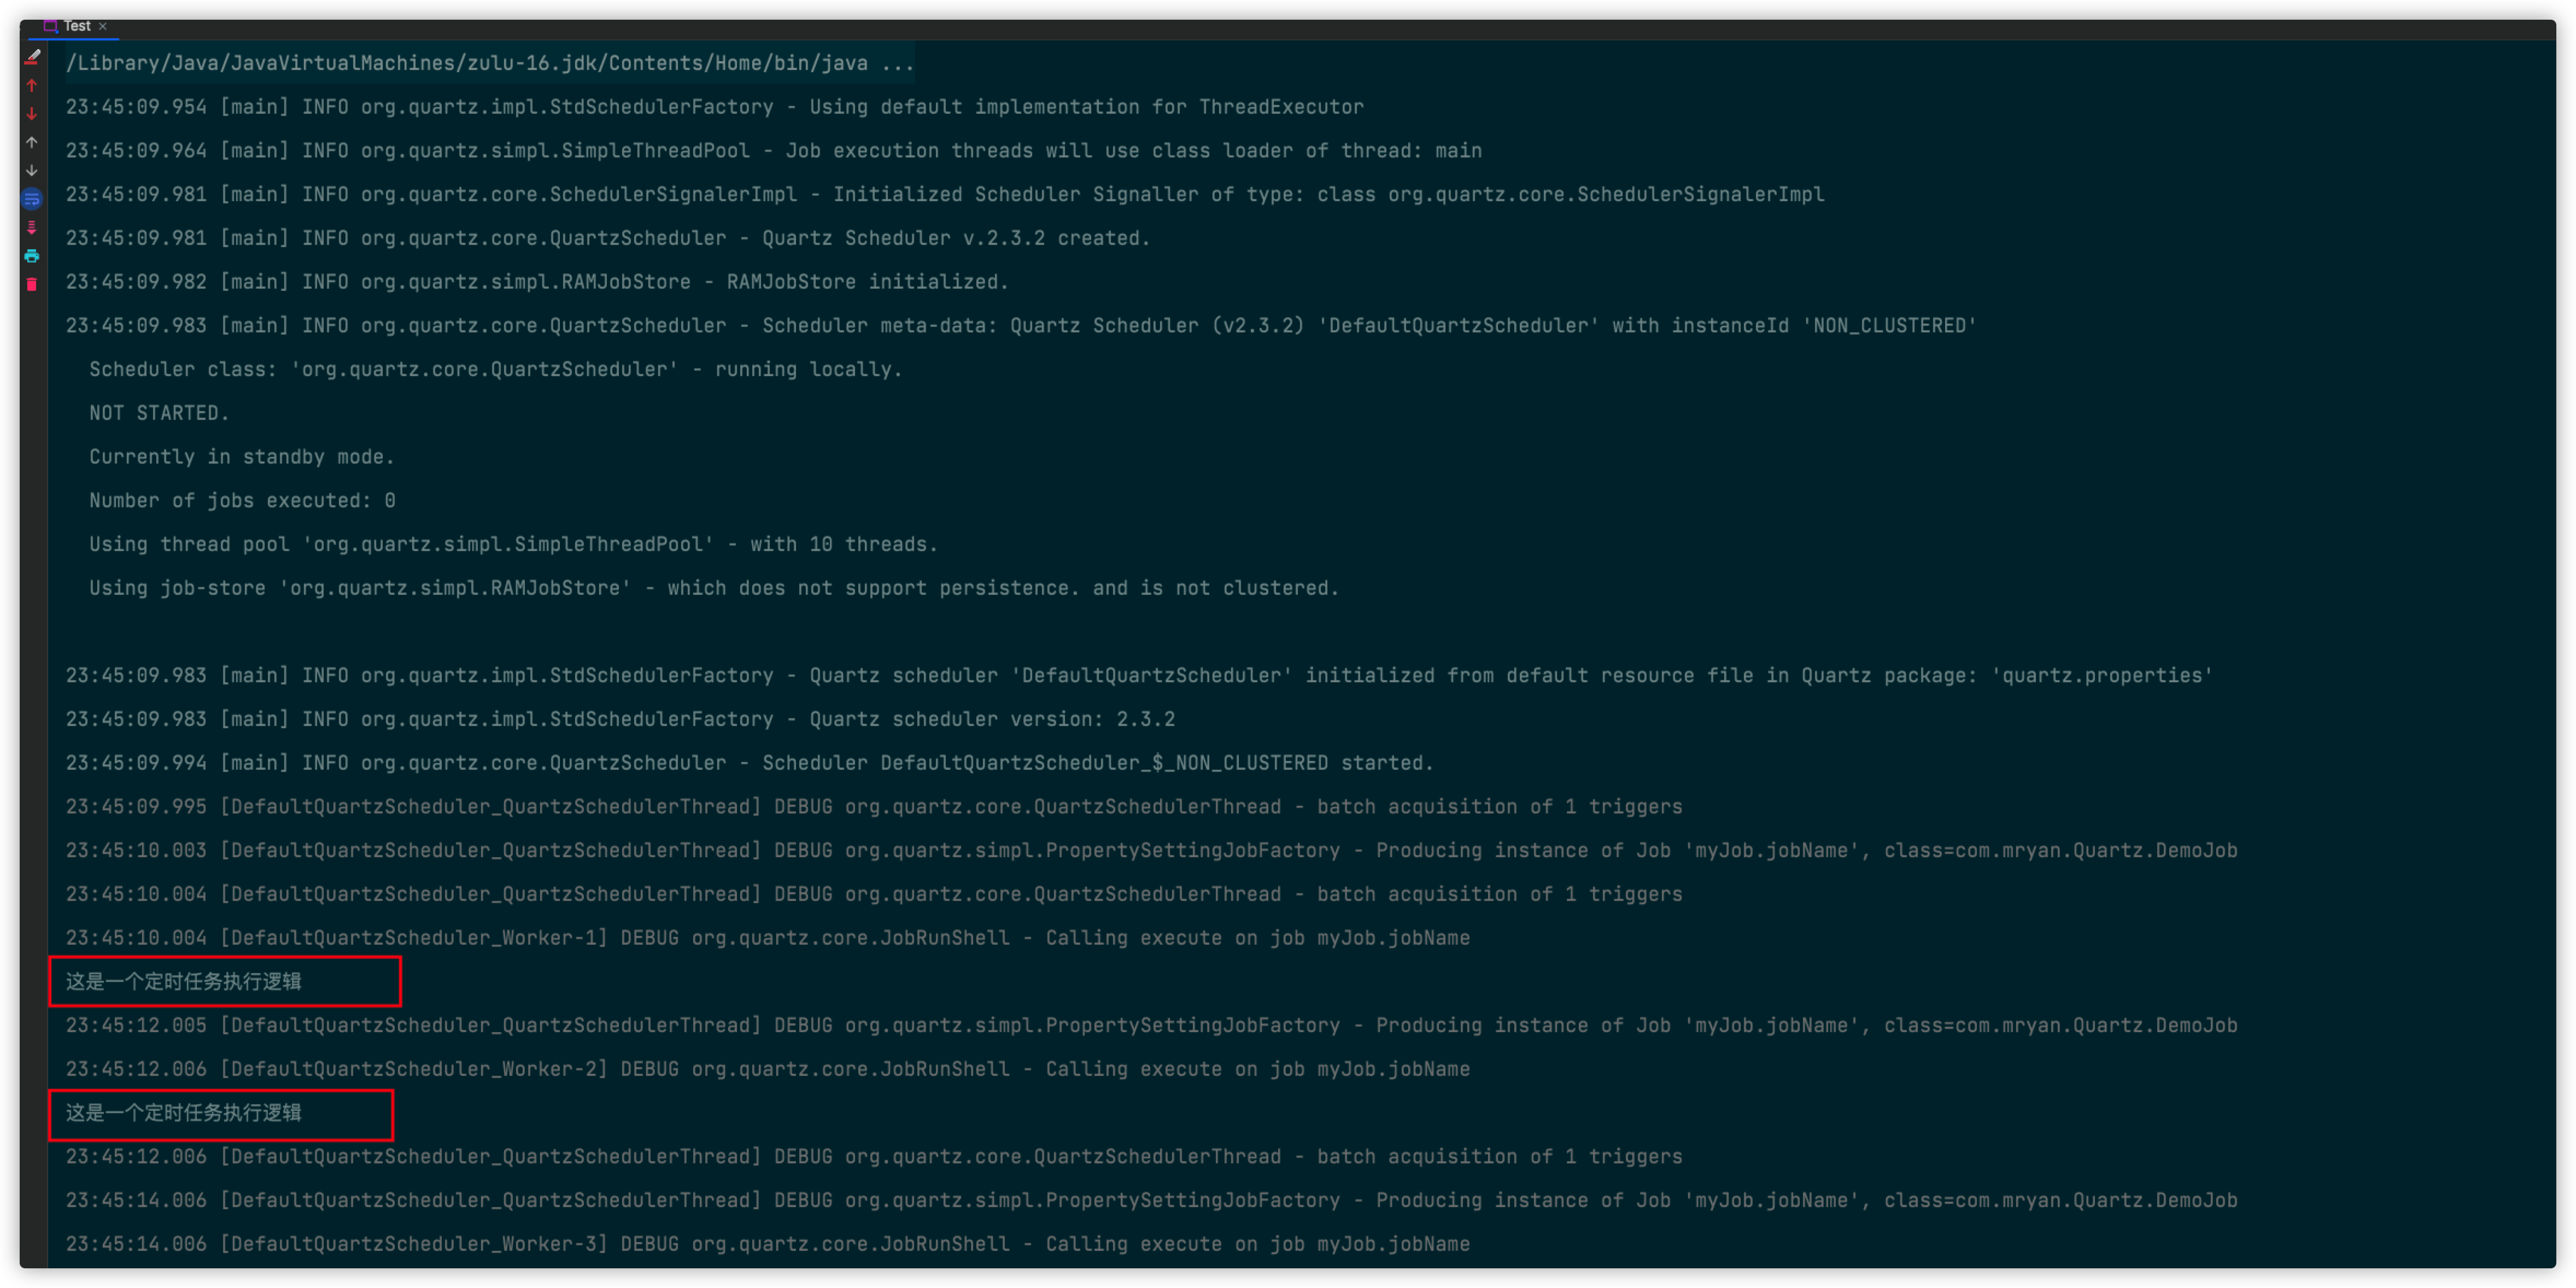 Test
/Library/Java/JavaVirtualMachines/zulu-16.jdk/Contents/Home/bin/java ...
23:45:09.954 [main] INFO org.quartz.impl.StdSchedulerFactory - Using default implementation for ThreadExecutor
23:45:09.964 [main] INFO org.quartz.simpl.SimpleThreadPool - Job execution threads will use class loader of thread: main
23:45:09.981 [main] INFO org.quartz.core.SchedulerSignalerImpl - Initialized Scheduler Signaller of type: class org.quartz.core.SchedulerSignalerImpl
23:45:09.981 [main] INFO org.quartz.core.QuartzScheduler - Quartz Scheduler v.2.3.2 created.
23:45:09.982 [main] INFO org.quartz.simpl.RAMJobStore - RAMJobStore initialized.
23:45:09.983 [main] INFO org.quartz.core.QuartzScheduler - Scheduler meta-data: Quartz Scheduler (v2.3.2) 'DefaultQuartzScheduler' with instanceId 'NON_CLUSTERED'
Scheduler class: 'org.quartz.core.QuartzScheduler' - running locally.
NOT STARTED.
Currently in standby mode.
Number of jobs executed: 0
Using thread pool 'org.quartz.simpl.SimpleThreadPool' - with 10 threads.
Using job-store 'org.quartz.simpl.RAMJobStore' - which does not support persistence. and is not clustered.
23:45:09.983 [main] INFO org.quartz.impl.StdSchedulerFactory - Quartz scheduler 'DefaultQuartzScheduler' initialized from default resource file in Quartz package: 'quartz.properties'
23:45:09.983 [main] INFO org.quartz.impl.StdSchedulerFactory - Quartz scheduler version: 2.3.2
23:45:09.994 [main] INFO org.quartz.core.QuartzScheduler - Scheduler DefaultQuartzScheduler_$_NON_CLUSTERED started.
23:45:09.995 [DefaultQuartzScheduler_QuartzSchedulerThread] DEBUG org.quartz.core.QuartzSchedulerThread - batch acquisition of 1 triggers
23:45:10.003 [DefaultQuartzScheduler_QuartzSchedulerThread] DEBUG org.quartz.simpl.PropertySettingJobFactory - Producing instance of Job 'myJob.jobName', class=com.mryan.Quartz.DemoJob
23:45:10.004 [DefaultQuartzScheduler_QuartzSchedulerThread] DEBUG org.quartz.core.QuartzSchedulerThread - batch acquisition of 1 triggers
23:45:10.004 [DefaultQuartzScheduler_Worker-1] DEBUG org.quartz.core.JobRunShell - Calling execute on job myJob.jobName
这是一个定时任务执行逻辑
23:45:12.005 [DefaultQuartzScheduler_QuartzSchedulerThread] DEBUG org.quartz.simpl.PropertySettingJobFactory - Producing instance of Job 'myJob.jobName', class=com.mryan.Quartz.DemoJob
23:45:12.006 [DefaultQuartzScheduler_Worker-2] DEBUG org.quartz.core.JobRunShell - Calling execute on job myJob.jobName
这是一个定时任务执行逻辑
23:45:12.006 [DefaultQuartzScheduler_QuartzSchedulerThread] DEBUG org.quartz.core.QuartzSchedulerThread - batch acquisition of 1 triggers
23:45:14.006 [DefaultQuartzScheduler_QuartzSchedulerThread] DEBUG org.quartz.simpl.PropertySettingJobFactory - Producing instance of Job 'myJob.jobName', class=com.mryan.Quartz.DemoJob
23:45:14.006 [DefaultQuartzScheduler_Worker-3] DEBUG org.quartz.core.JobRunShell - Calling execute on job myJob.jobName